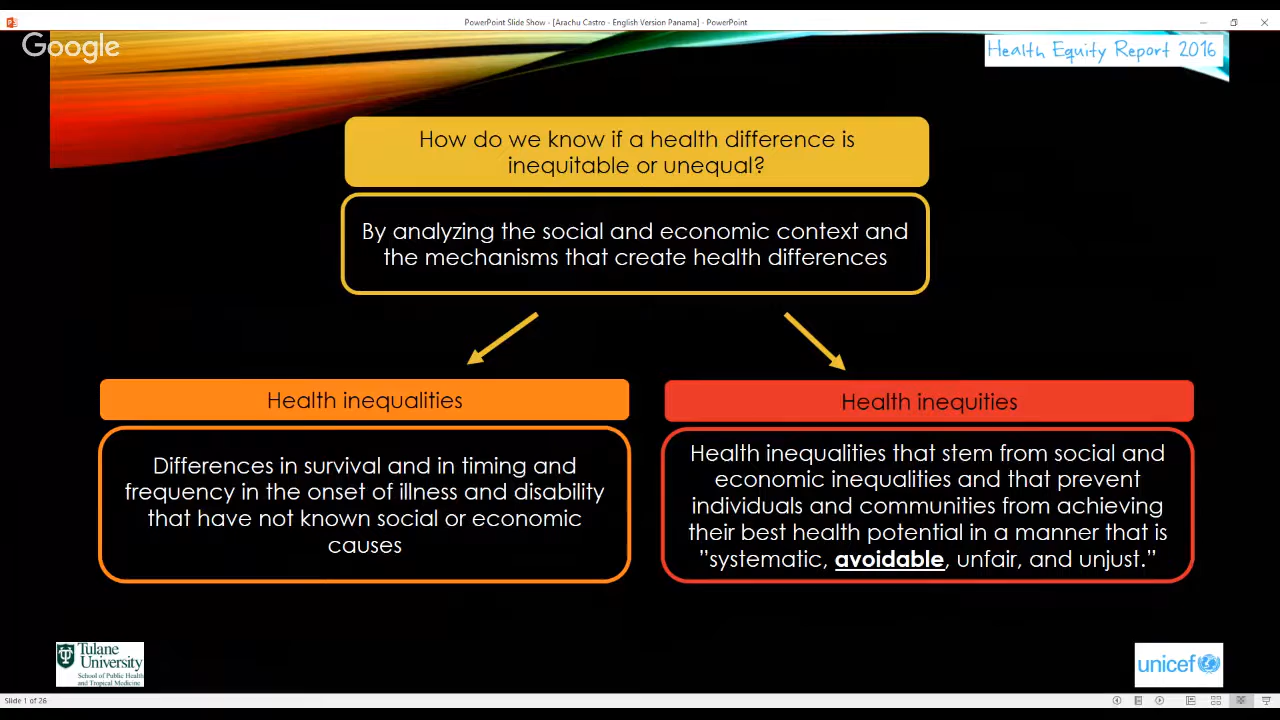 PowerPoint Slide Show - [Arachu Castro - English Version Panama] - PowerPoint
Google
Health Equity Report 2016
How do we know if a health difference is
inequitable or unequal?
By analyzing the social and economic context and
the mechanisms that create health differences
Health inequalities
Differences in survival and in timing and
frequency in the onset of illness and disability
that have not known social or economic
causes
Health inequities
Health inequalities that stem from social and
economic inequalities and that prevent
individuals and communities from achieving
their best health potential in a manner that is
”systematic, avoidable, unfair, and unjust.”
Tulane
University
School of Public Health
and Tropical Medicine
unicef
Slide 1 of 26